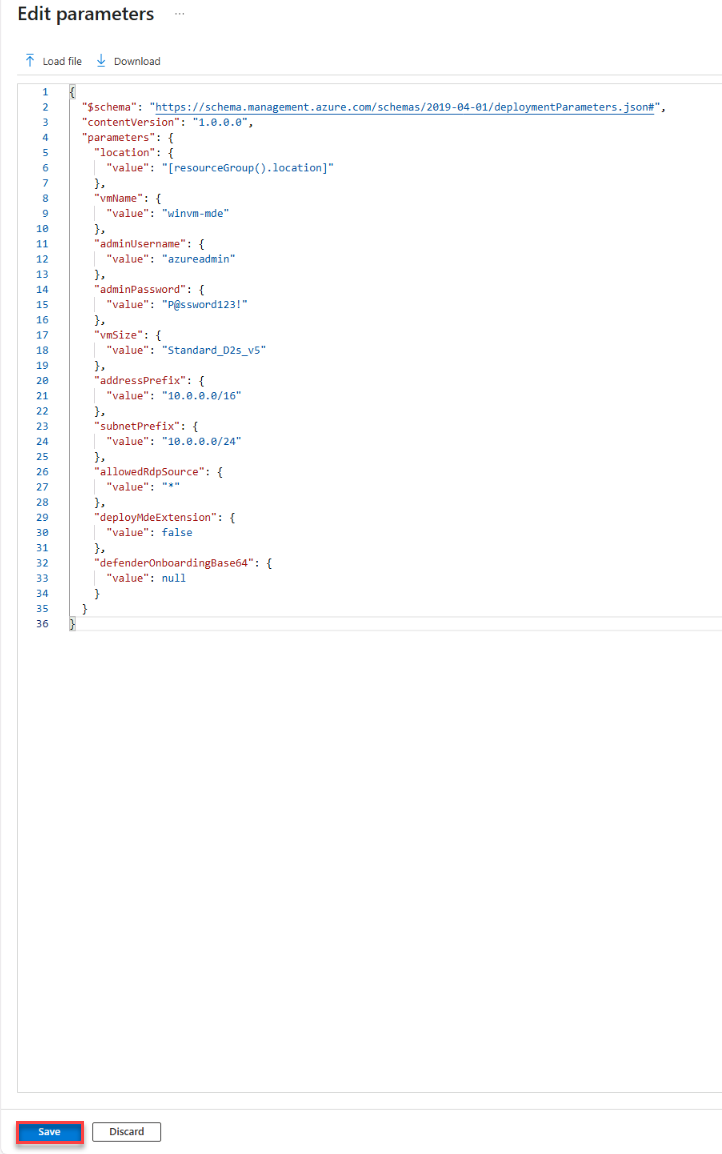 Edit parameters ...
Load file Download
1 {
2 "$schema": "https://schema.management.azure.com/schemas/2019-04-01/deploymentParameters.json#",
3 "contentVersion": "1.0.0.0",
4 "parameters": {
5 "location": {
6 "value": "[resourceGroup().location]"
7 },
8 "vmName": {
9 "value": "winvm-mde"
10 },
11 "adminUsername": {
12 "value": "azureadmin"
13 },
14 "adminPassword": {
15 "value": "P@ssword123!"
16 },
17 "vmSize": {
18 "value": "Standard_D2s_v5"
19 },
20 "addressPrefix": {
21 "value": "10.0.0.0/16"
22 },
23 "subnetPrefix": {
24 "value": "10.0.0.0/24"
25 },
26 "allowedRdpSource": {
27 "value": "*"
28 },
29 "deployMdeExtension": {
30 "value": false
31 },
32 "defenderOnboardingBase64": {
33 "value": null
34 }
35 }
36 }
Save Discard